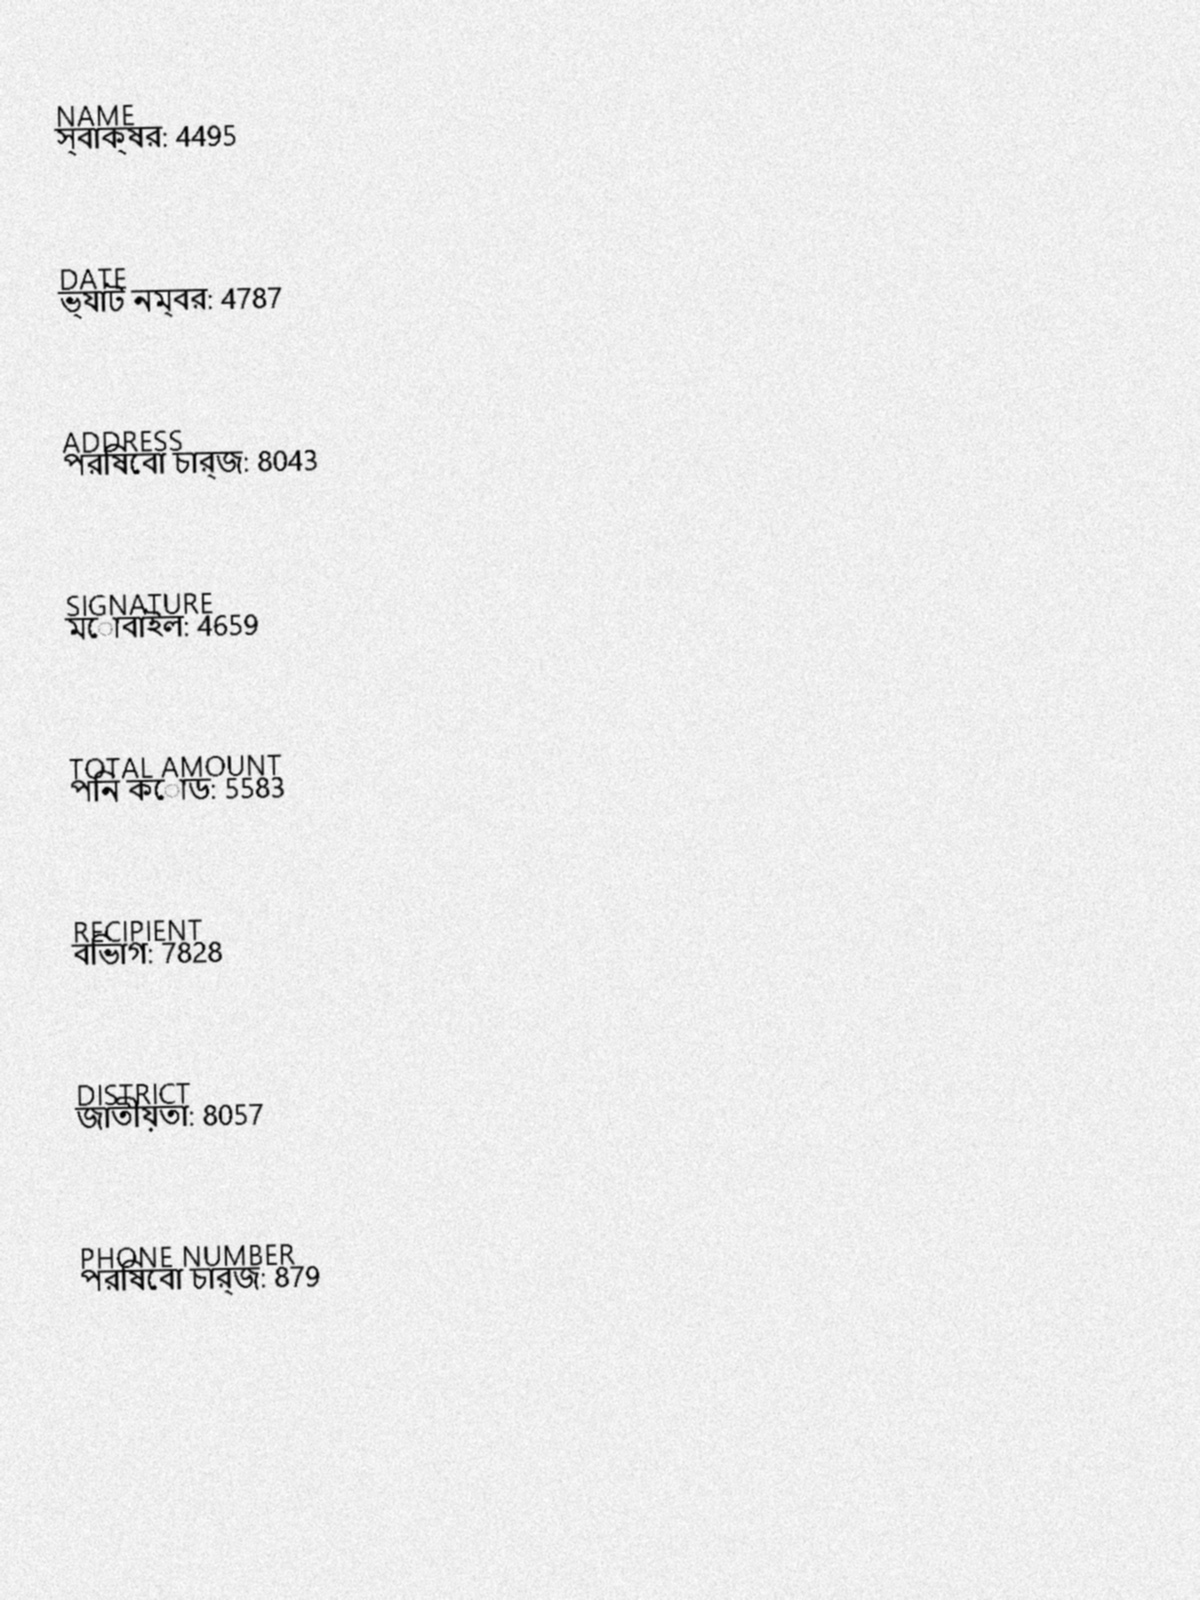 NAME
স্বাক্ষর: 4495
DATE
ভ্যাট নম্বর: 4787
ADDRESS
পরিষেবা চার্জ: 8043
SIGNATURE
মোবাইল: 4659
TOTAL AMOUNT
পিন কোড: 5583
RECIPIENT
বিভাগ: 7828
DISTRICT
জাতীয়তা: 8057
PHONE NUMBER
পরিষেবা চার্জ: 879